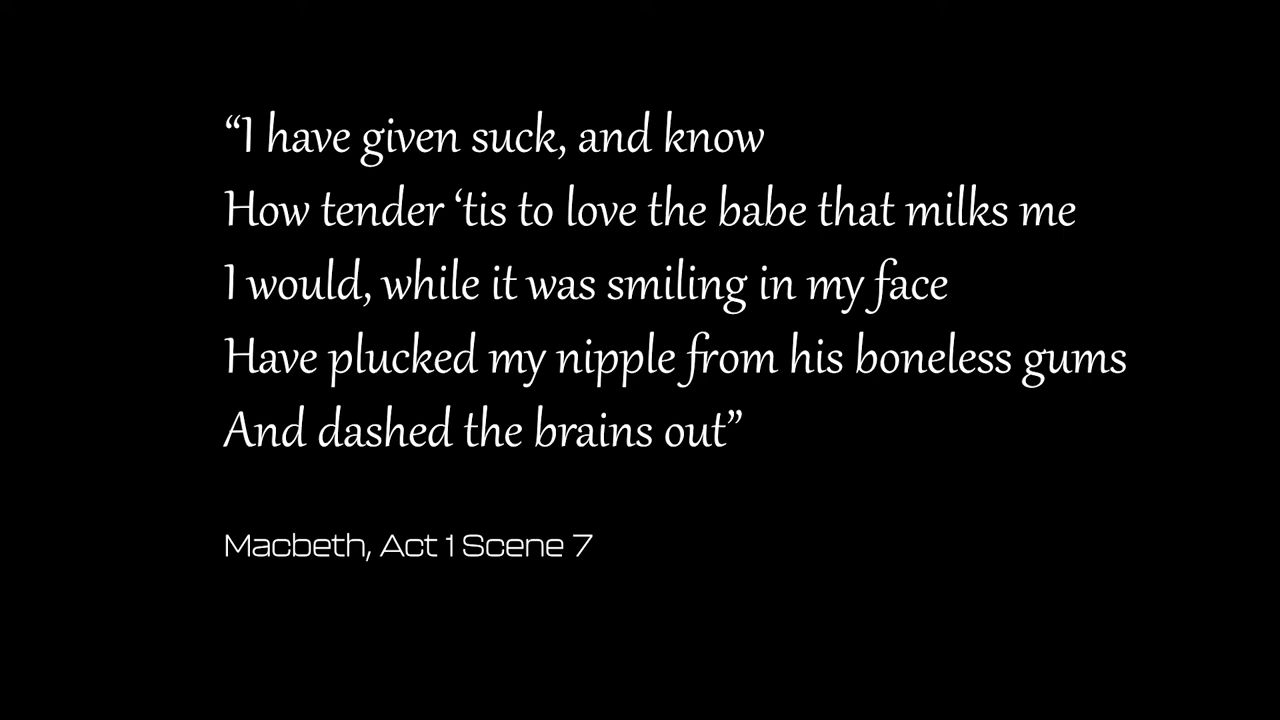 “I have given suck, and know
How tender ‘tis to love the babe that milks me
I would, while it was smiling in my face
Have plucked my nipple from his boneless gums
And dashed the brains out”
Macbeth, Act 1 Scene 7